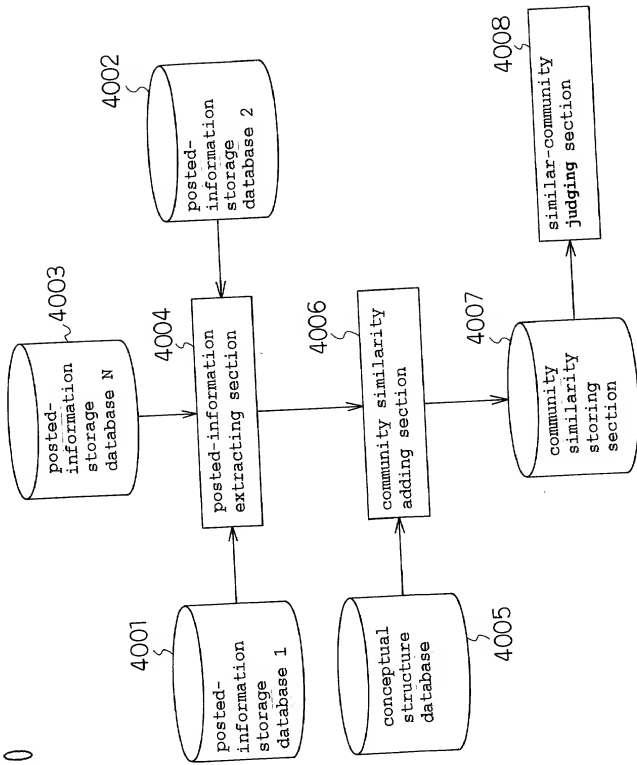 4001
posted-
information
storage
database 1
4003
posted-
information
storage
database N
4002
posted-
information
storage
database 2
4004
posted-information
extracting section
4005
conceptual
structure
database
4006
community similarity
adding section
4007
community
similarity
storing
section
4008
similar-community
judging section